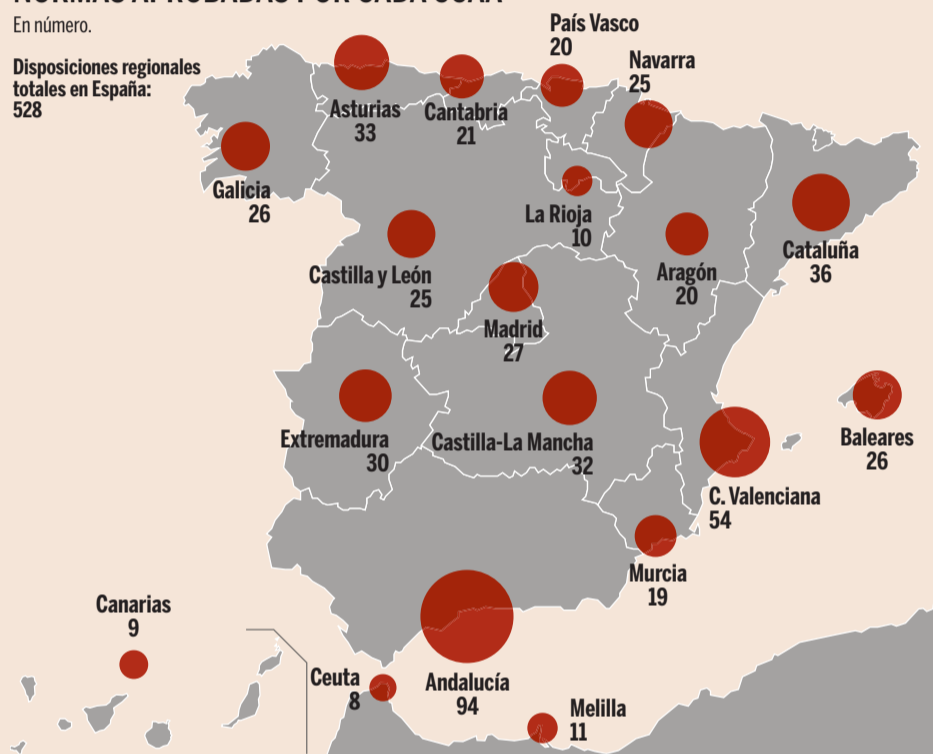 En número.
Disposiciones regionales
totales en España:
528
País Vasco
20
Navarra
25
Asturias
33
Cantabria
21
Galicia
26
La Rioja
10
Castilla y León
25
Aragón
20
Cataluña
36
Madrid
27
Extremadura
30
Castilla-La Mancha
32
Baleares
26
C. Valenciana
54
Murcia
19
Canarias
9
Ceuta
8
Andalucía
94
Melilla
11